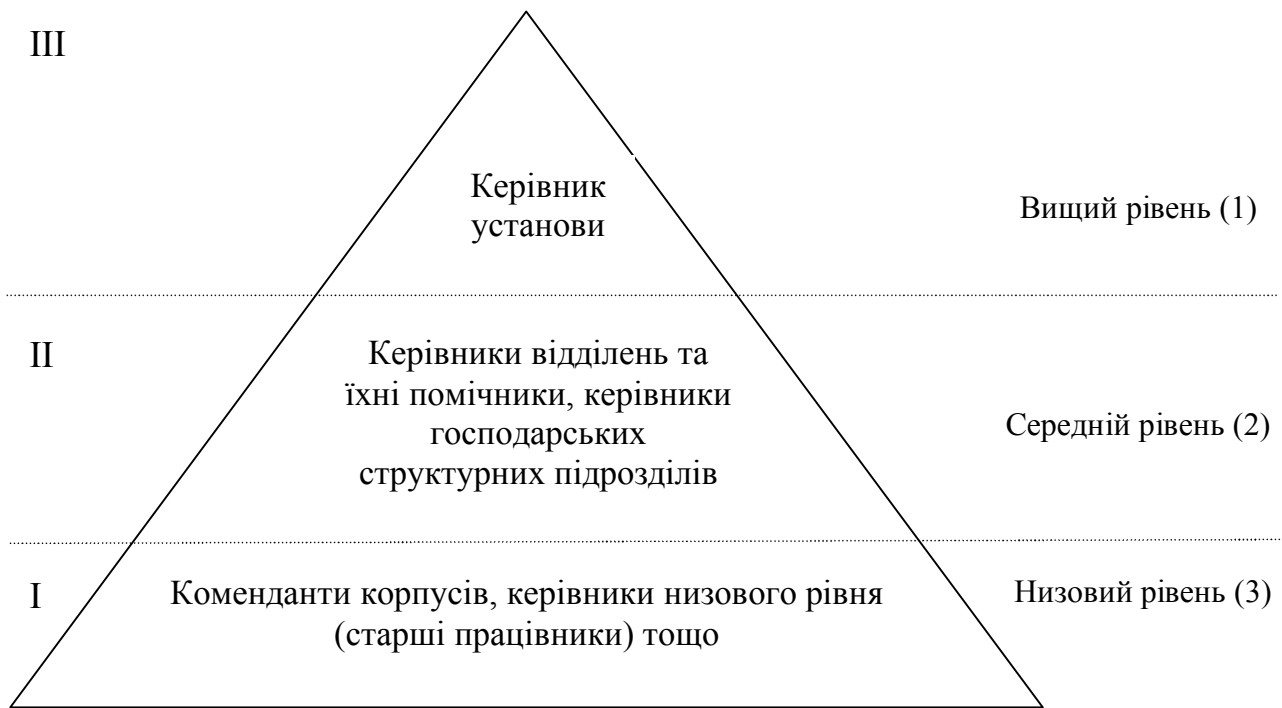 III
Керівник
установи
Вищий рівень (1)
II
Керівники відділень та
їхні помічники, керівники
господарських
структурних підрозділів
Середній рівень (2)
I
Коменданти корпусів, керівники низового рівня
(старші працівники) тощо
Низовий рівень (3)